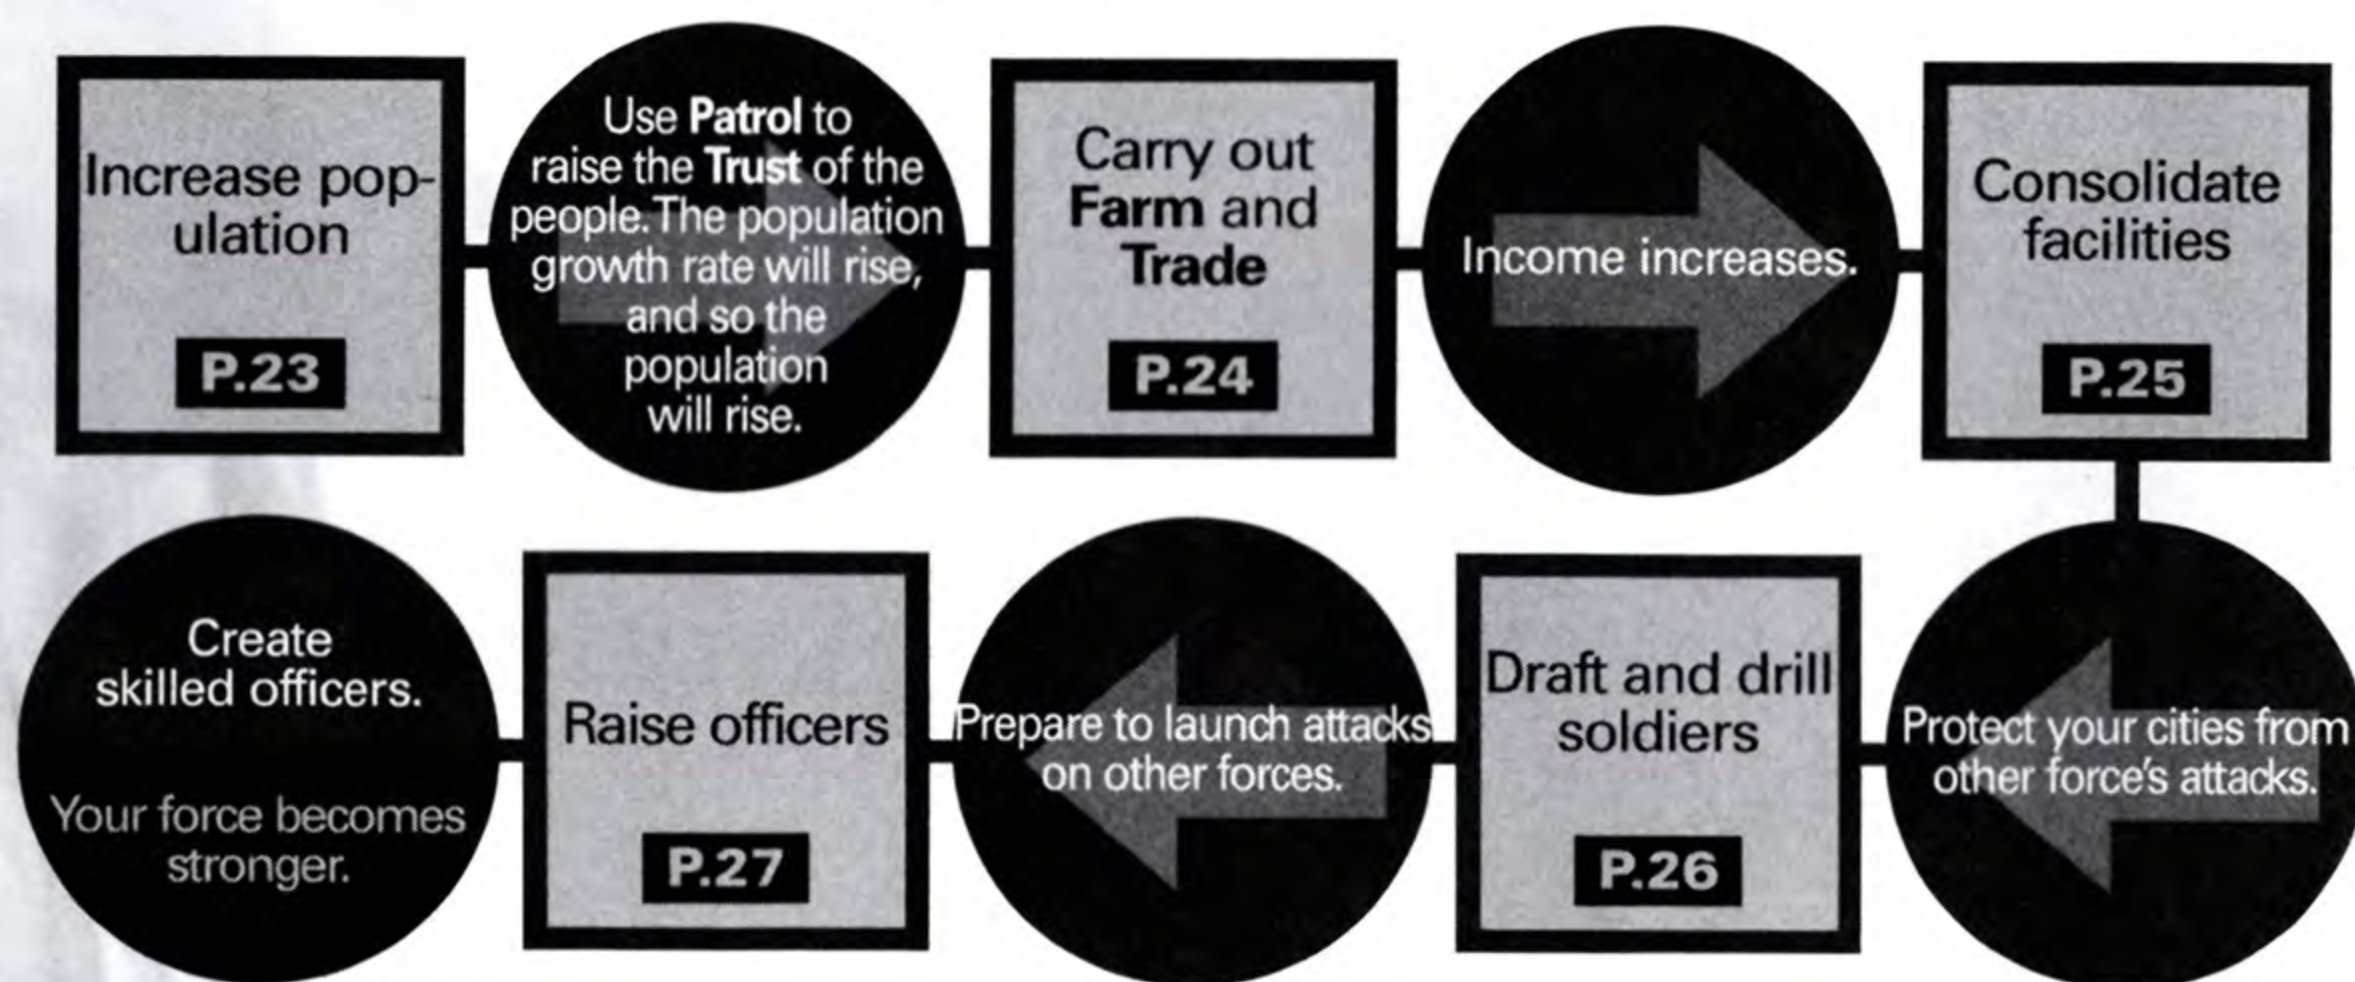 Increase pop-
ulation
P.23
Use Patrol to
raise the Trust of the
people. The population
growth rate will rise,
and so the
population
will rise.
Carry out
Farm and
Trade
P.24
Income increases.
Consolidate
facilities
P.25
Protect your cities from
other force's attacks.
Draft and drill
soldiers
P.26
Prepare to launch attacks
on other forces.
Raise officers
P.27
Create
skilled officers.
Your force becomes
stronger.